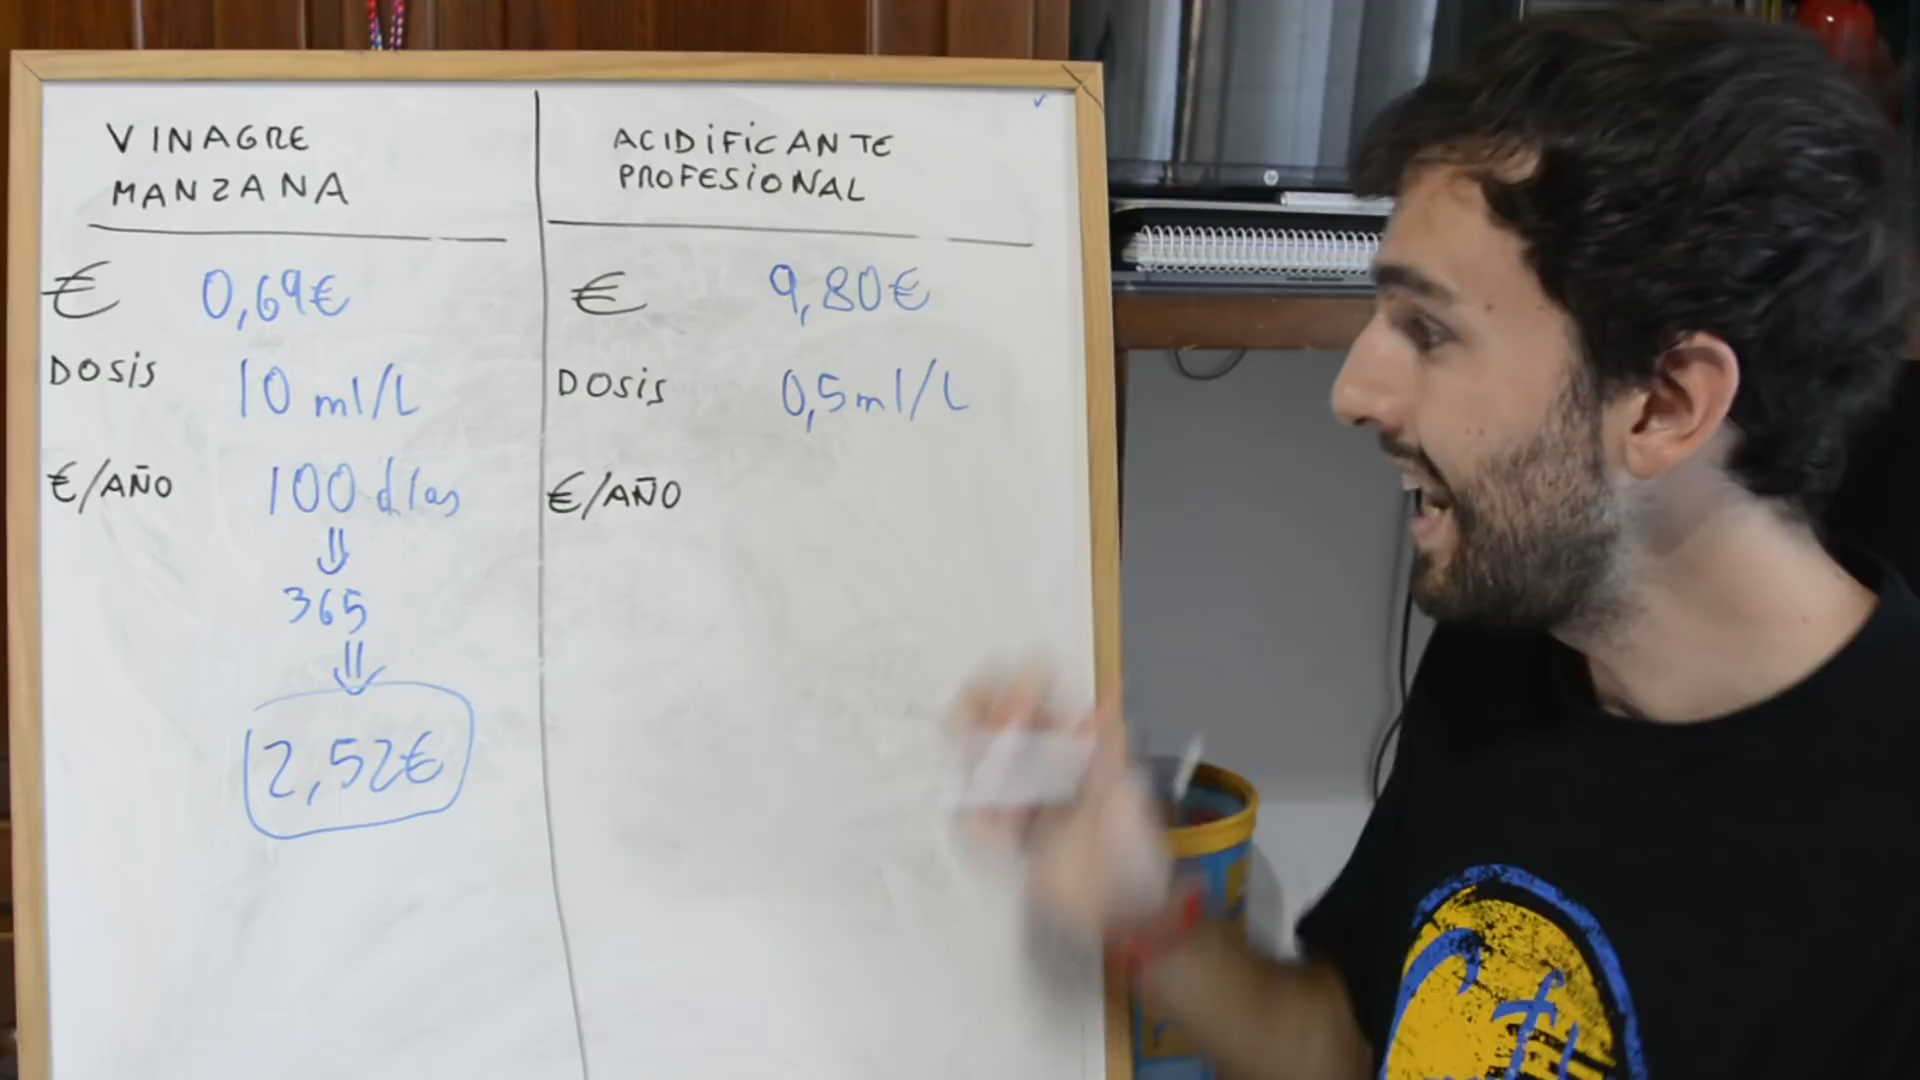 VINAGRE
MANZANA
€ 0,69€
DOSIS 10 ml/L
€/AÑO 100 días
365
2,52€
ACIDIFICANTE
PROFESIONAL
€ 9,80€
DOSIS 0,5ml/L
€/AÑO
hp